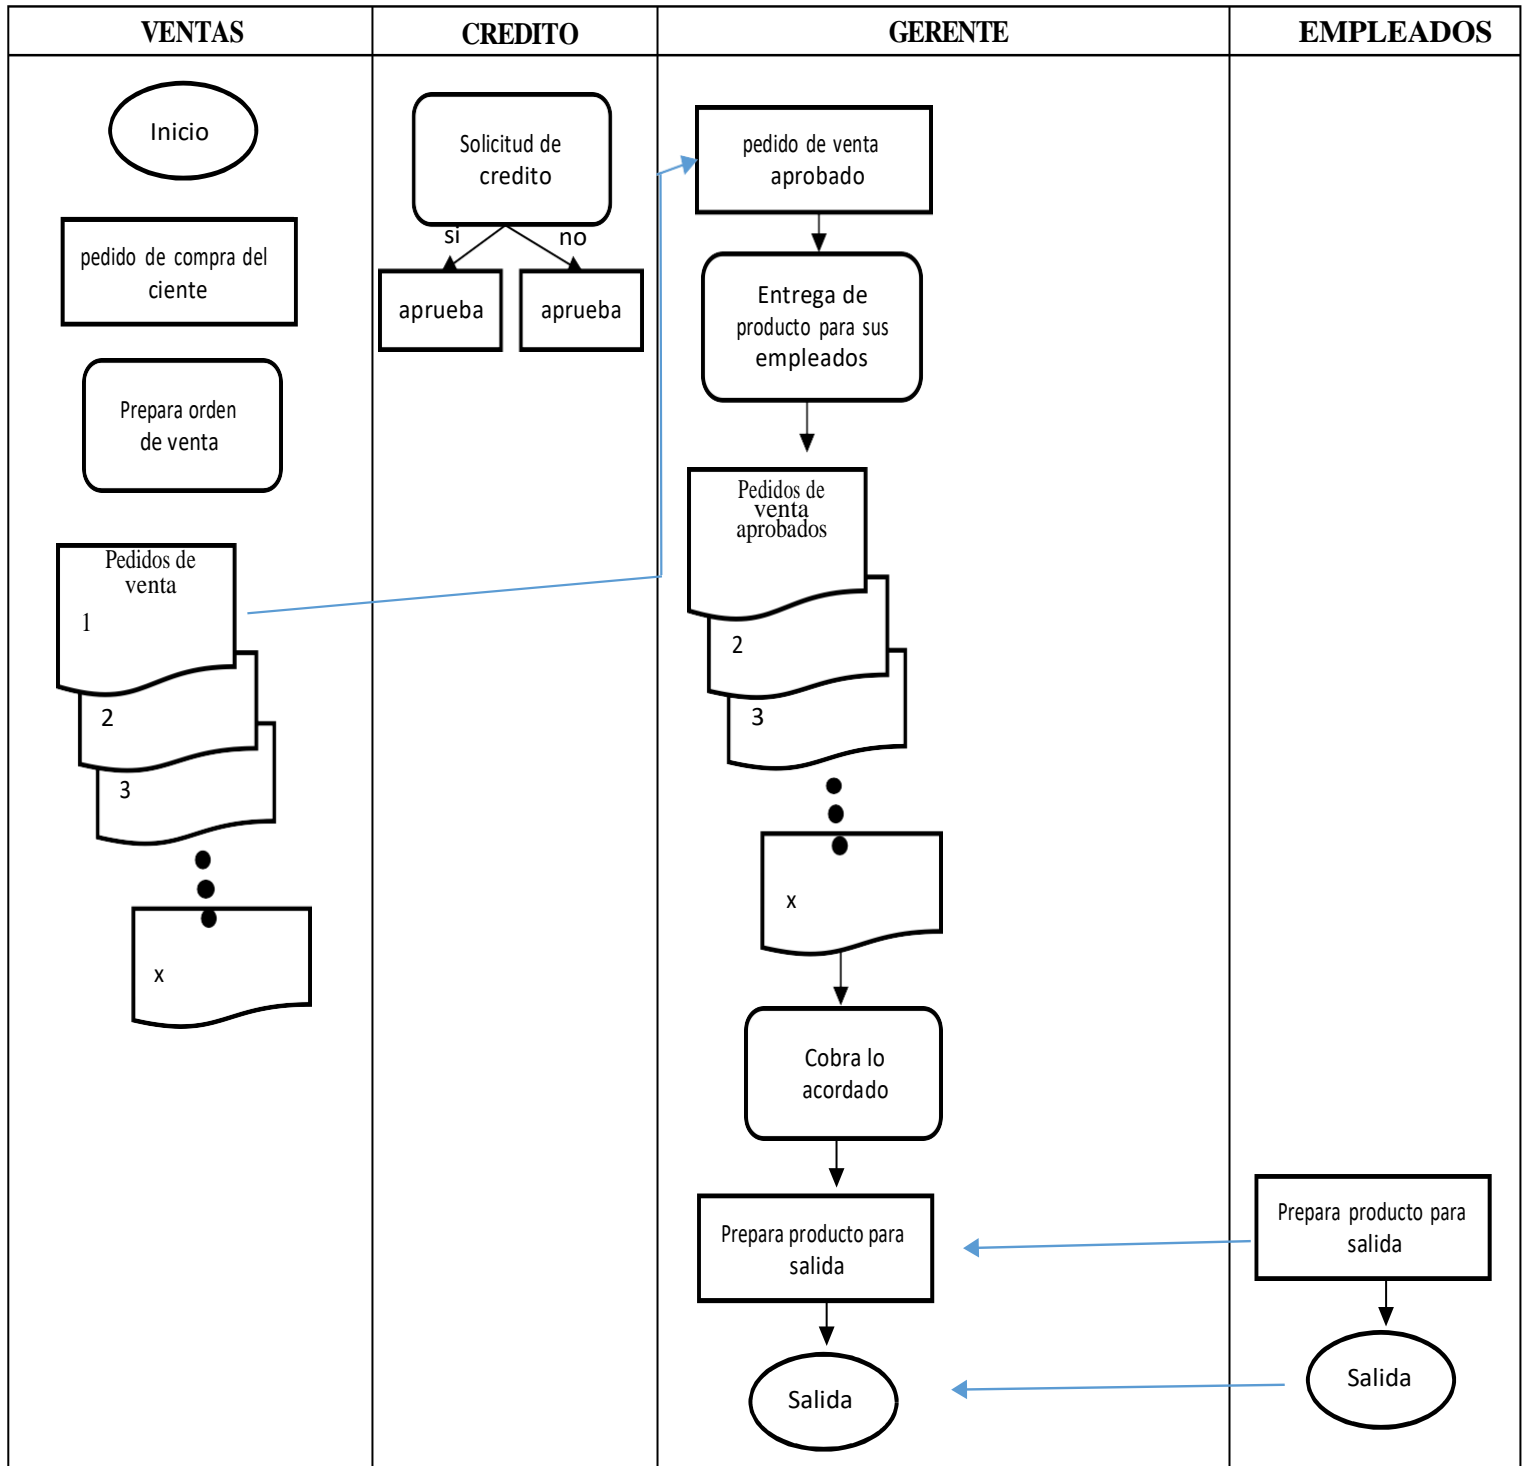 VENTAS
CREDITO
GERENTE
EMPLEADOS
Inicio
pedido de compra del
ciente
Prepara orden
de venta
Pedidos de
venta
1
2
3
x
Solicitud de
credito
si
no
aprueba
aprueba
pedido de venta
aprobado
Entrega de
producto para sus
empleados
Pedidos de
venta
aprobados
2
3
x
Cobra lo
acordado
Prepara producto para
salida
Salida
Prepara producto para
salida
Salida